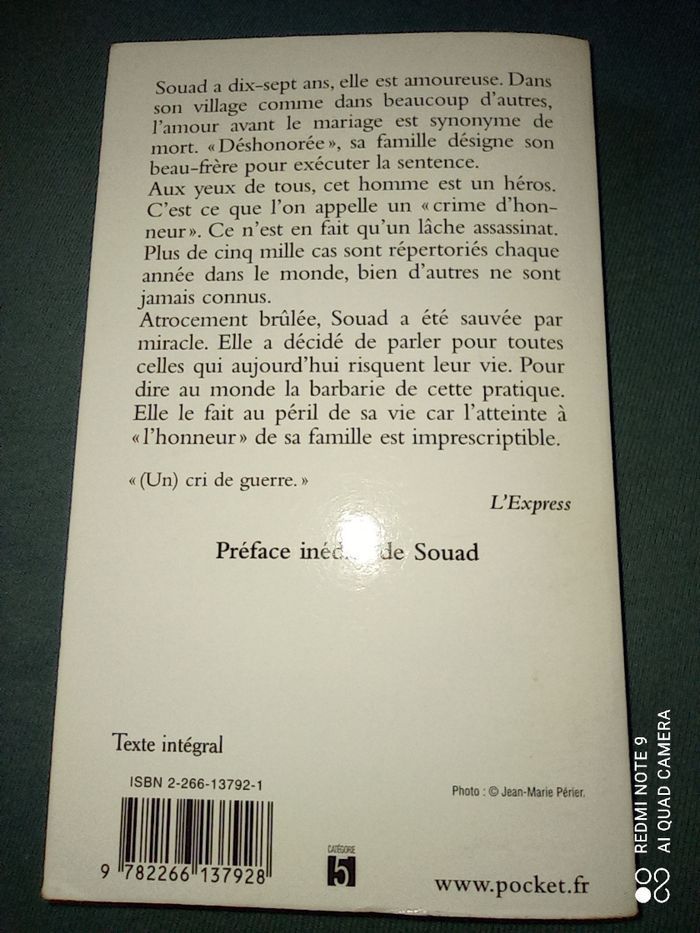 Souad a dix-sept ans, elle est amoureuse. Dans
son village comme dans beaucoup d'autres,
l'amour avant le mariage est synonyme de
mort. «Déshonorée», sa famille désigne son
beau-frère pour exécuter la sentence.
Aux yeux de tous, cet homme est un héros.
C'est ce que l'on appelle un «crime d'hon-
neur». Ce n'est en fait qu'un lâche assassinat.
Plus de cinq mille cas sont répertoriés chaque
année dans le monde, bien d'autres ne sont
jamais connus.
Atrocement brûlée, Souad a été sauvée par
miracle. Elle a décidé de parler pour toutes
celles qui aujourd'hui risquent leur vie. Pour
dire au monde la barbarie de cette pratique.
Elle le fait au péril de sa vie car l'atteinte à
«l'honneur» de sa famille est imprescriptible.
«(Un) cri de guerre.»
L'Express
Préface de Souad
Texte intégral
ISBN 2-266-13792-1
Photo : © Jean-Marie Périer.
9 782266 137928
CATÉGORIE
5
www.pocket.fr
REDMI NOTE 9
AI QUAD CAMERA